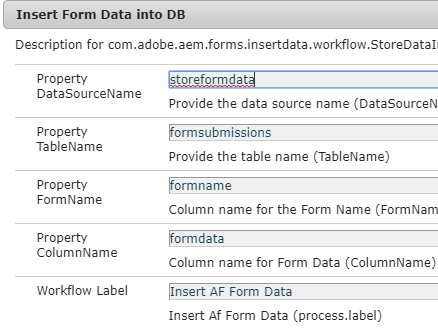 Insert Form Data into DB
Description for com.adobe.aem.forms.insertdata.workflow.StoreDataI
Property DataSourceName
storeformdata
Provide the data source name (DataSourceN
Property TableName
formsubmissions
Provide the table name (TableName)
Property FormName
formname
Column name for the Form Name (FormNam
Property ColumnName
formdata
Column name for Form Data (ColumnName)
Workflow Label
Insert AF Form Data
Insert Af Form Data (process.label)